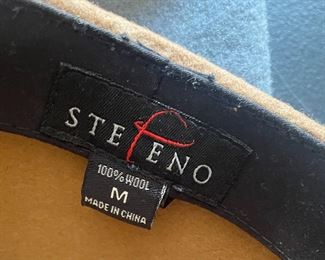 STEFENO
100% WOOL
M
MADE IN CHINA